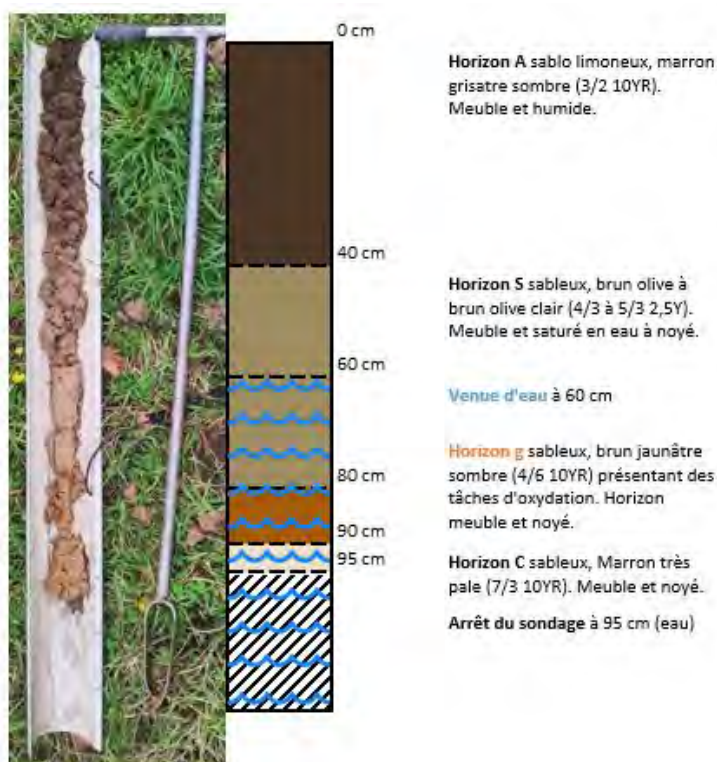 0 cm
Horizon A sablo limoneux, marron
grisatre sombre (3/2 10YR).
Meuble et humide.
40 cm
Horizon S sableux, brun olive à
brun olive clair (4/3 à 5/3 2,5Y).
Meuble et saturé en eau à noyé.
60 cm
Venue d'eau à 60 cm
Horizon g sableux, brun jaunâtre
sombre (4/6 10YR) présentant des
tâches d'oxydation. Horizon
meuble et noyé.
80 cm
90 cm
95 cm
Horizon C sableux, Marron très
pale (7/3 10YR). Meuble et noyé.
Arrêt du sondage à 95 cm (eau)